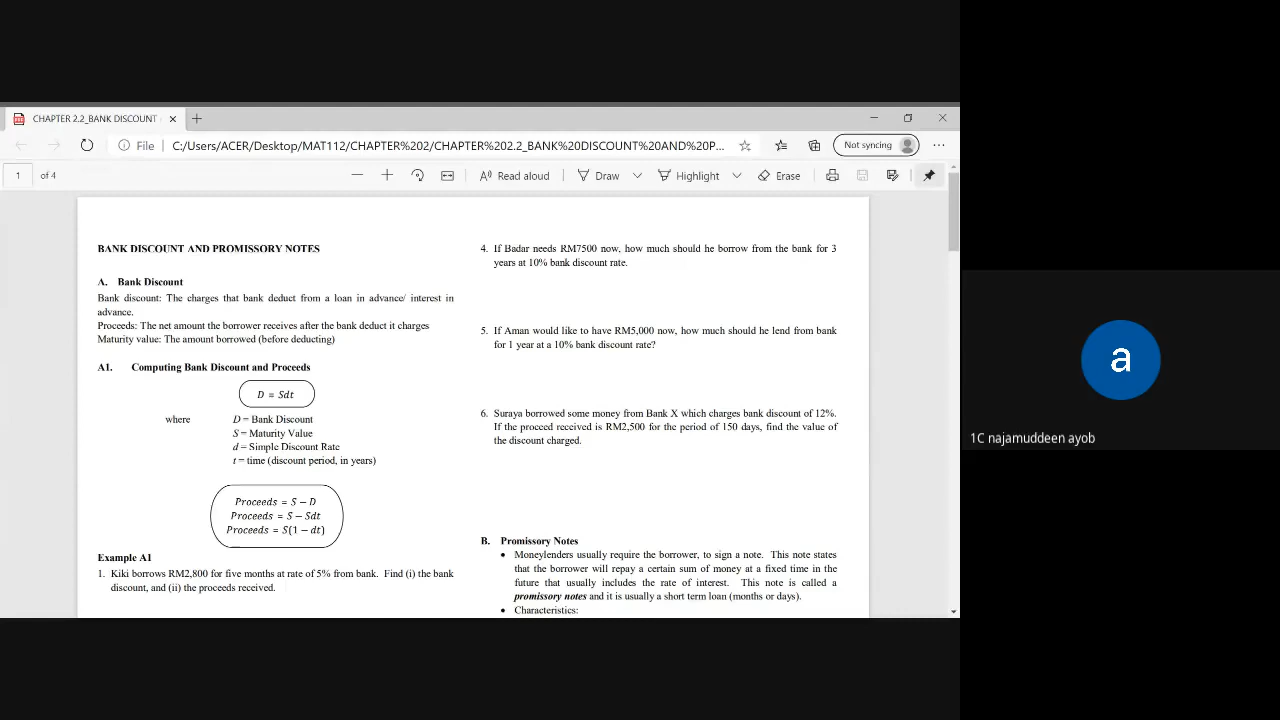 CHAPTER 2.2_BANK DISCOUNT
File
C:/Users/ACER/Desktop/MAT112/CHAPTER%202/CHAPTER%202.2_BANK%20DISCOUNT%20AND%20P...
Not syncing
1 of 4
Read aloud
Draw
Highlight
Erase
BANK DISCOUNT AND PROMISSORY NOTES
A. Bank Discount
Bank discount: The charges that bank deduct from a loan in advance/ interest in
advance.
Proceeds: The net amount the borrower receives after the bank deduct it charges
Maturity value: The amount borrowed (before deducting)
A1. Computing Bank Discount and Proceeds
D = Sdt
where D = Bank Discount
S = Maturity Value
d = Simple Discount Rate
t = time (discount period, in years)
Proceeds = S − D
Proceeds = S − Sdt
Proceeds = S(1 − dt)
Example A1
1. Kiki borrows RM2,800 for five months at rate of 5% from bank. Find (i) the bank
discount, and (ii) the proceeds received.
4. If Badar needs RM7500 now, how much should he borrow from the bank for 3
years at 10% bank discount rate.
5. If Aman would like to have RM5,000 now, how much should he lend from bank
for 1 year at a 10% bank discount rate?
6. Suraya borrowed some money from Bank X which charges bank discount of 12%.
If the proceed received is RM2,500 for the period of 150 days, find the value of
the discount charged.
B. Promissory Notes
• Moneylenders usually require the borrower, to sign a note. This note states
that the borrower will repay a certain sum of money at a fixed time in the
future that usually includes the rate of interest. This note is called a
promissory notes and it is usually a short term loan (months or days).
• Characteristics:
a
1C najamuddeen ayob